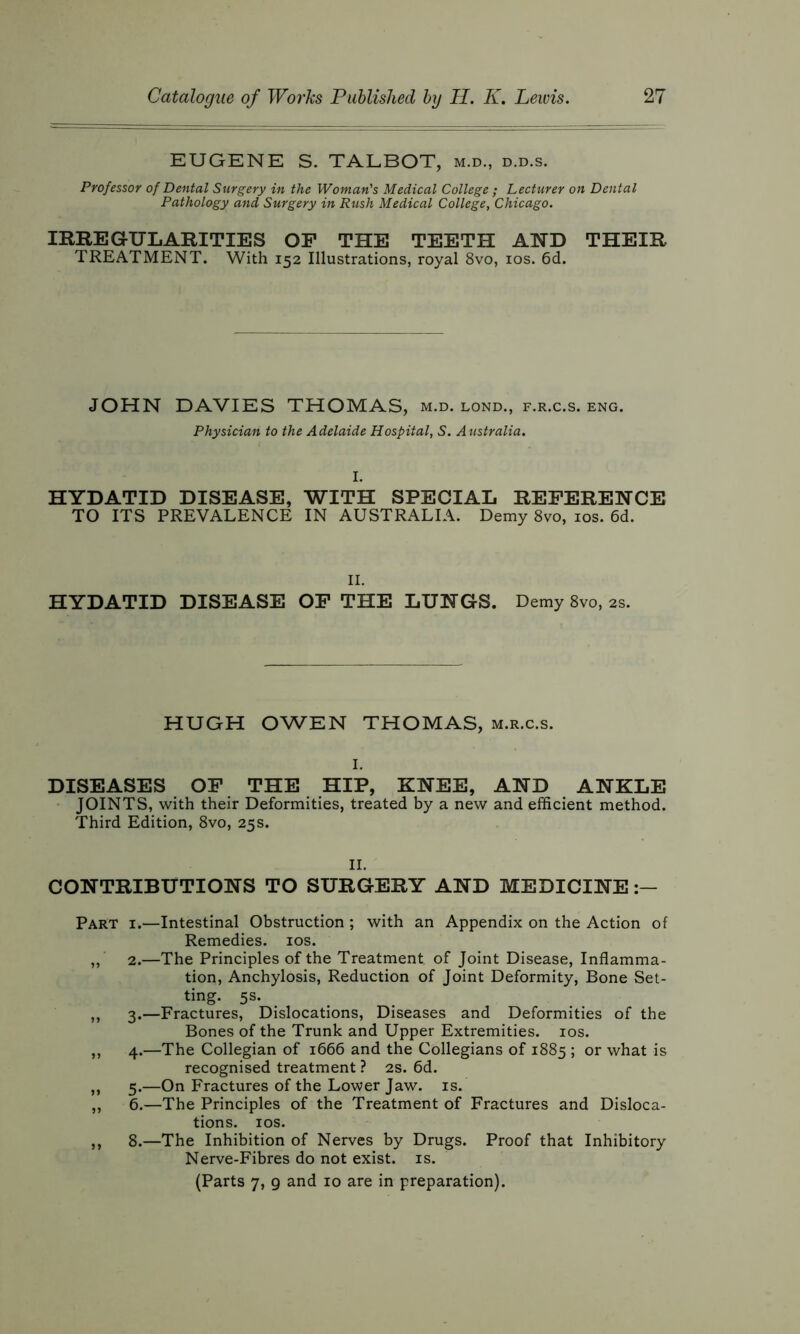 Catalogue of Works Published by H. K. Lewis. 27
EUGENE S. TALBOT, M.D., D.D.S.
Professor of Dental Surgery in the Woman's Medical College ; Lecturer on Dental
Pathology and Surgery in Rush Medical College, Chicago.
IRREGULARITIES OF THE TEETH AND THEIR
TREATMENT. With 152 Illustrations, royal 8vo, 10s. 6d.
JOHN DAVIES THOMAS, M.D. LOND., F.R.C.S. ENG.
Physician to the Adelaide Hospital, S. Australia.
I.
HYDATID DISEASE, WITH SPECIAL REFERENCE
TO ITS PREVALENCE IN AUSTRALIA. Demy 8vo, 10s. 6d.
II.
HYDATID DISEASE OF THE LUNGS. Demy 8vo, 2s.
HUGH OWEN THOMAS, M.R.C.S.
I.
DISEASES OF THE HIP, KNEE, AND ANKLE
JOINTS, with their Deformities, treated by a new and efficient method.
Third Edition, 8vo, 25s.
II.
CONTRIBUTIONS TO SURGERY AND MEDICINE:—
PART 1.—Intestinal Obstruction ; with an Appendix on the Action of
Remedies. 10s.
„ 2.—The Principles of the Treatment of Joint Disease, Inflamma-
tion, Anchylosis, Reduction of Joint Deformity, Bone Set-
ting. 5s.
„ 3.—Fractures, Dislocations, Diseases and Deformities of the
Bones of the Trunk and Upper Extremities. 10s.
„ 4.—The Collegian of 1666 and the Collegians of 1885 ; or what is
recognised treatment ? 2s. 6d.
„ 5.—On Fractures of the Lower Jaw. 1s.
„ 6.—The Principles of the Treatment of Fractures and Disloca-
tions. 10s.
„ 8.—The Inhibition of Nerves by Drugs. Proof that Inhibitory
Nerve-Fibres do not exist. 1s.
(Parts 7, 9 and 10 are in preparation).